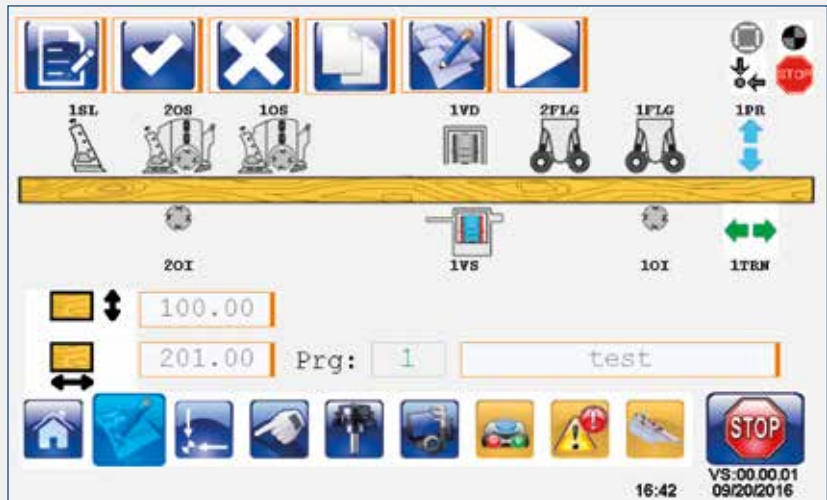 STOP
1SL 2OS 1OS 1VD 2FLG 1FLG 1PR
2OI 1VS 1OI 1TRN
100.00
201.00 Prg: 1 test
STOP
VS:00.00.01
16:42 09/20/2016